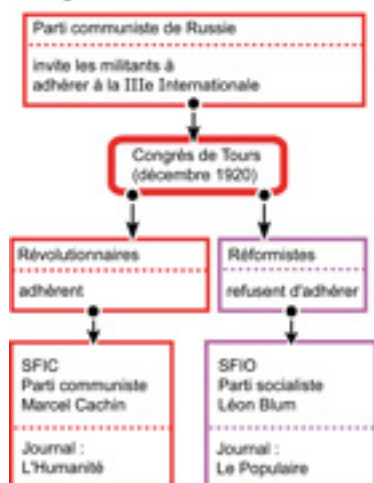 Parti communiste de Russie
invite les militants à
adhérer à la IIIe Internationale
Congrès de Tours
(décembre 1920)
Révolutionnaires
adhèrent
Réformistes
refusent d'adhérer
SFIC
Parti communiste
Marcel Cachin
Journal :
L'Humanité
SFIO
Parti socialiste
Léon Blum
Journal :
Le Populaire